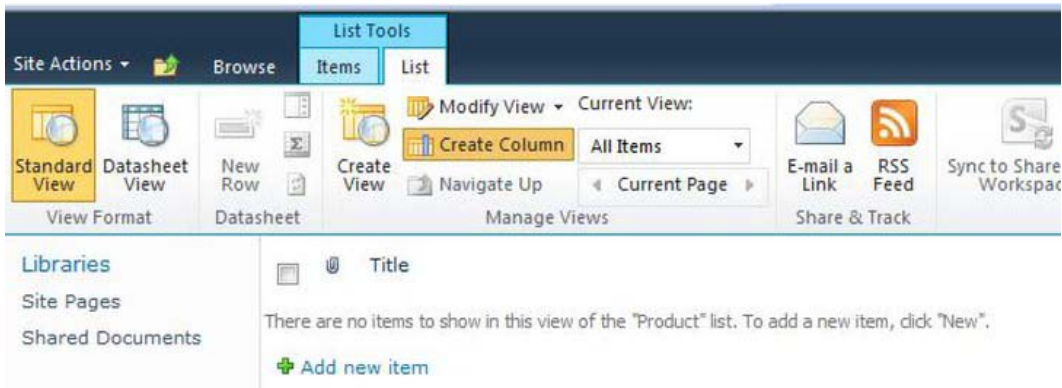 List Tools
Site Actions Browse Items List
Modify View Current View:
Create Column All Items
Standard View Datasheet View New Row Create View Navigate Up Current Page E-mail a Link RSS Feed Sync to Share
View Format Datasheet Manage Views Share & Track
Libraries
Title
Site Pages
There are no items to show in this view of the "Product" list. To add a new item, click "New".
Shared Documents
Add new item